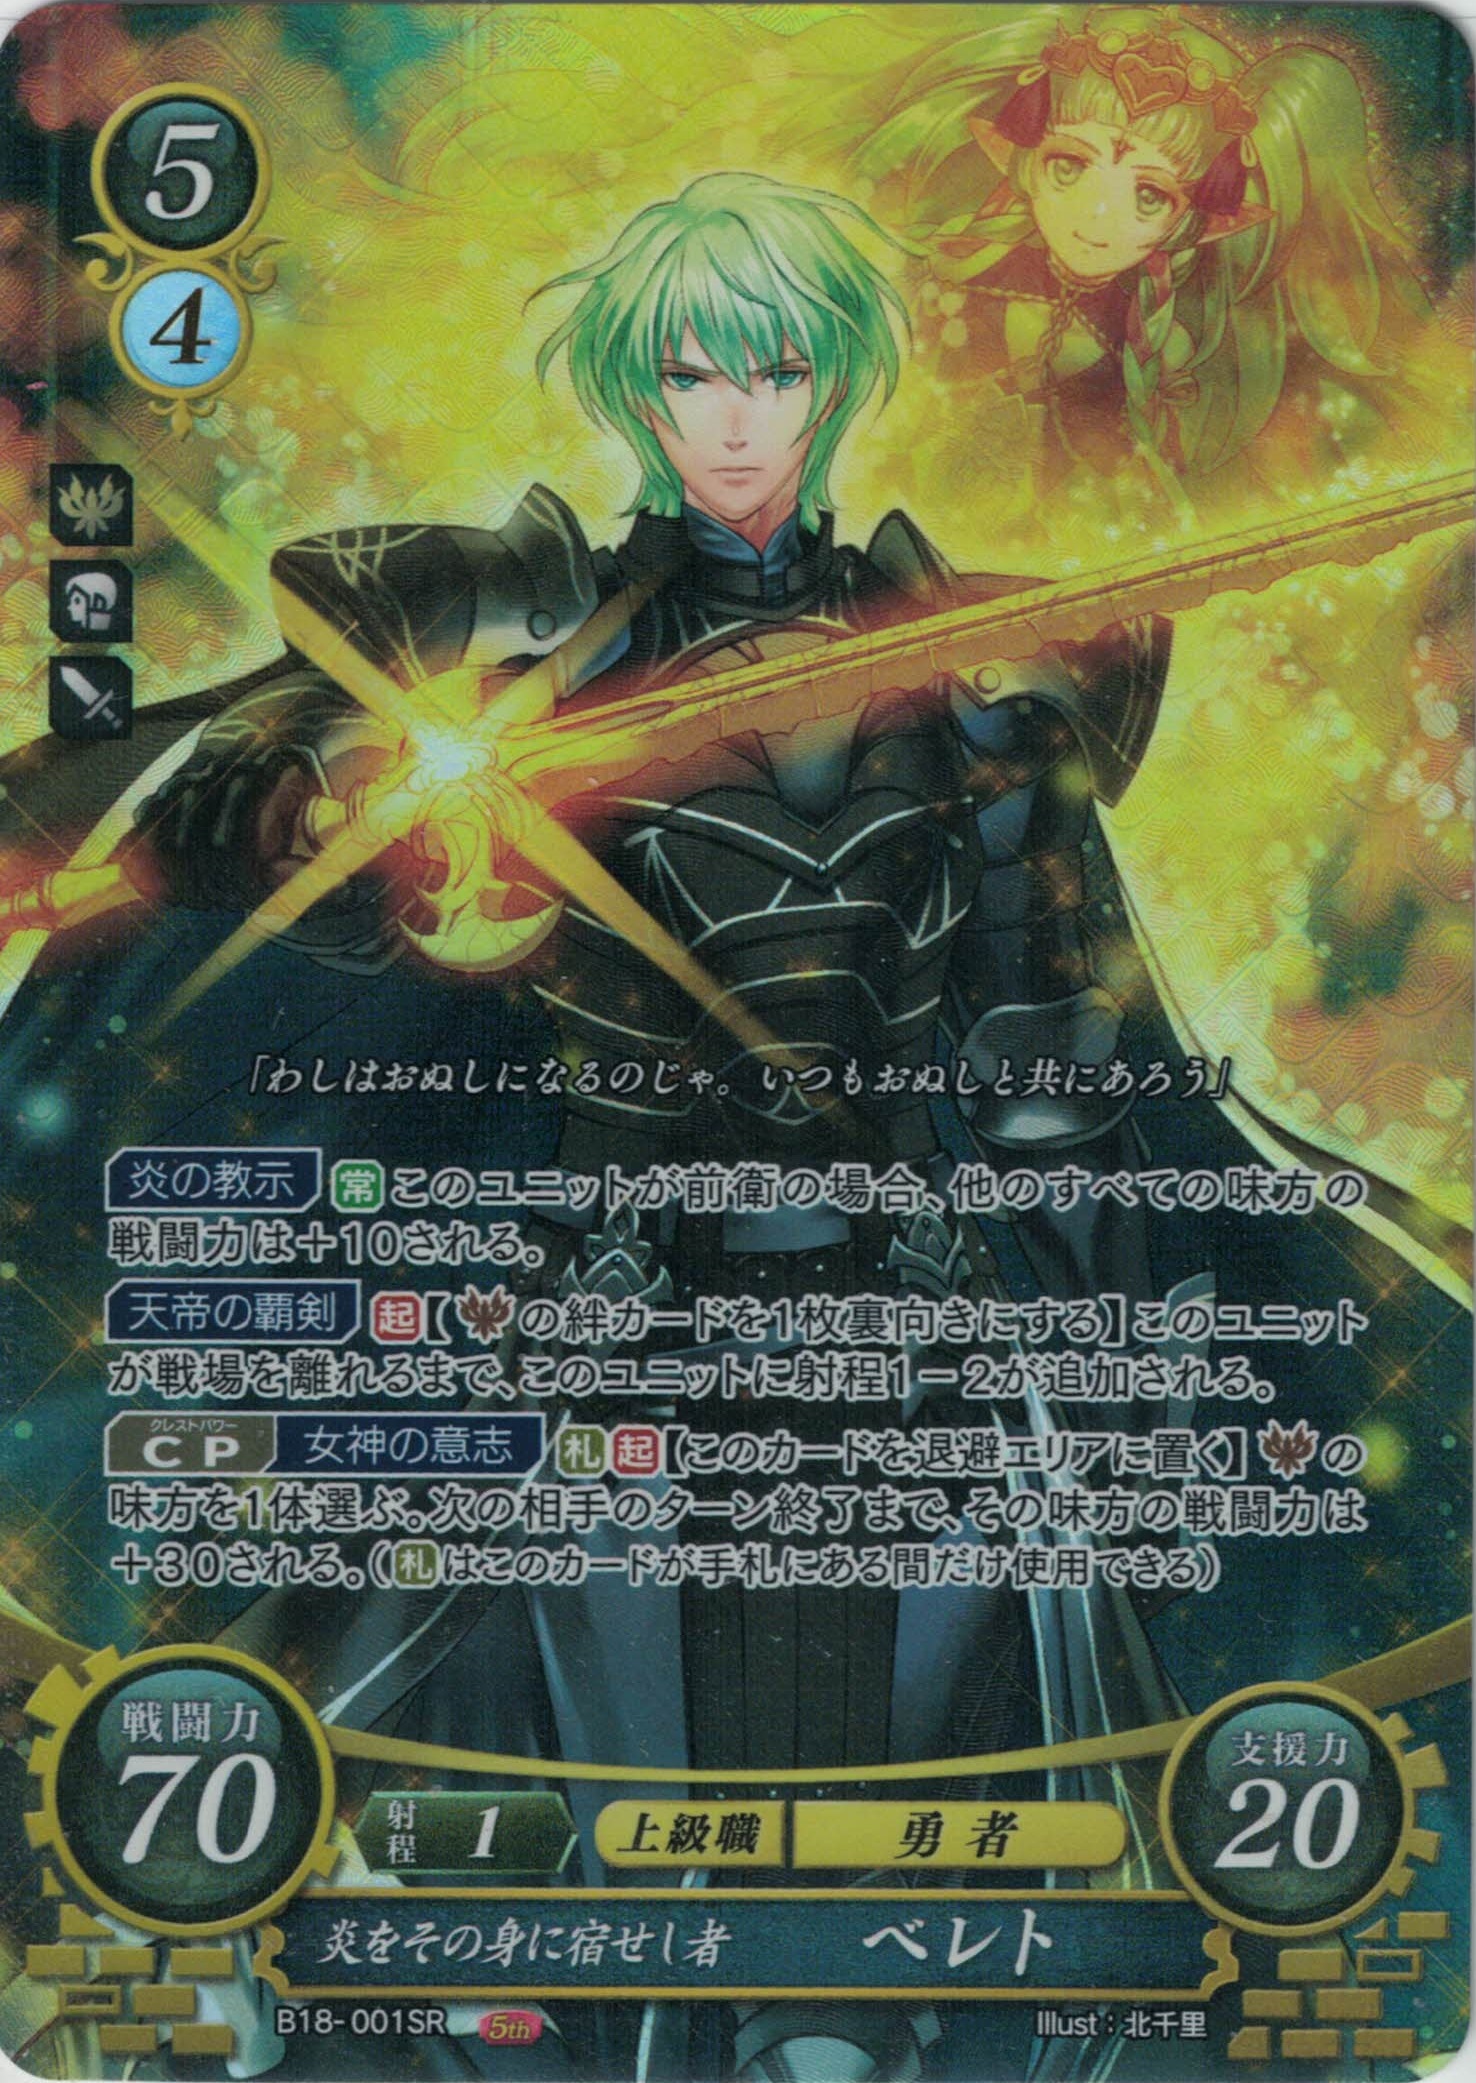 5
4
「わしはおぬしになるのじゃ。いつもおぬしと共にあろう」
炎の教示 常 このユニットが前衛の場合、他のすべての味方の
戦闘力は＋10される。
天帝の覇剣 起【の絆カードを1枚裏向きにする】このユニット
が戦場を離れるまで、このユニットに射程1－2が追加される。
クレストパワー
CP 女神の意志 札 起【このカードを退避エリアに置く】の
味方を1体選ぶ。次の相手のターン終了まで、その味方の戦闘力は
＋30される。（札はこのカードが手札にある間だけ使用できる）
戦闘力
70
射程 1
上級職 勇者
支援力
20
炎をその身に宿せし者 ベレト
B18-001SR 5th
Illust：北千里